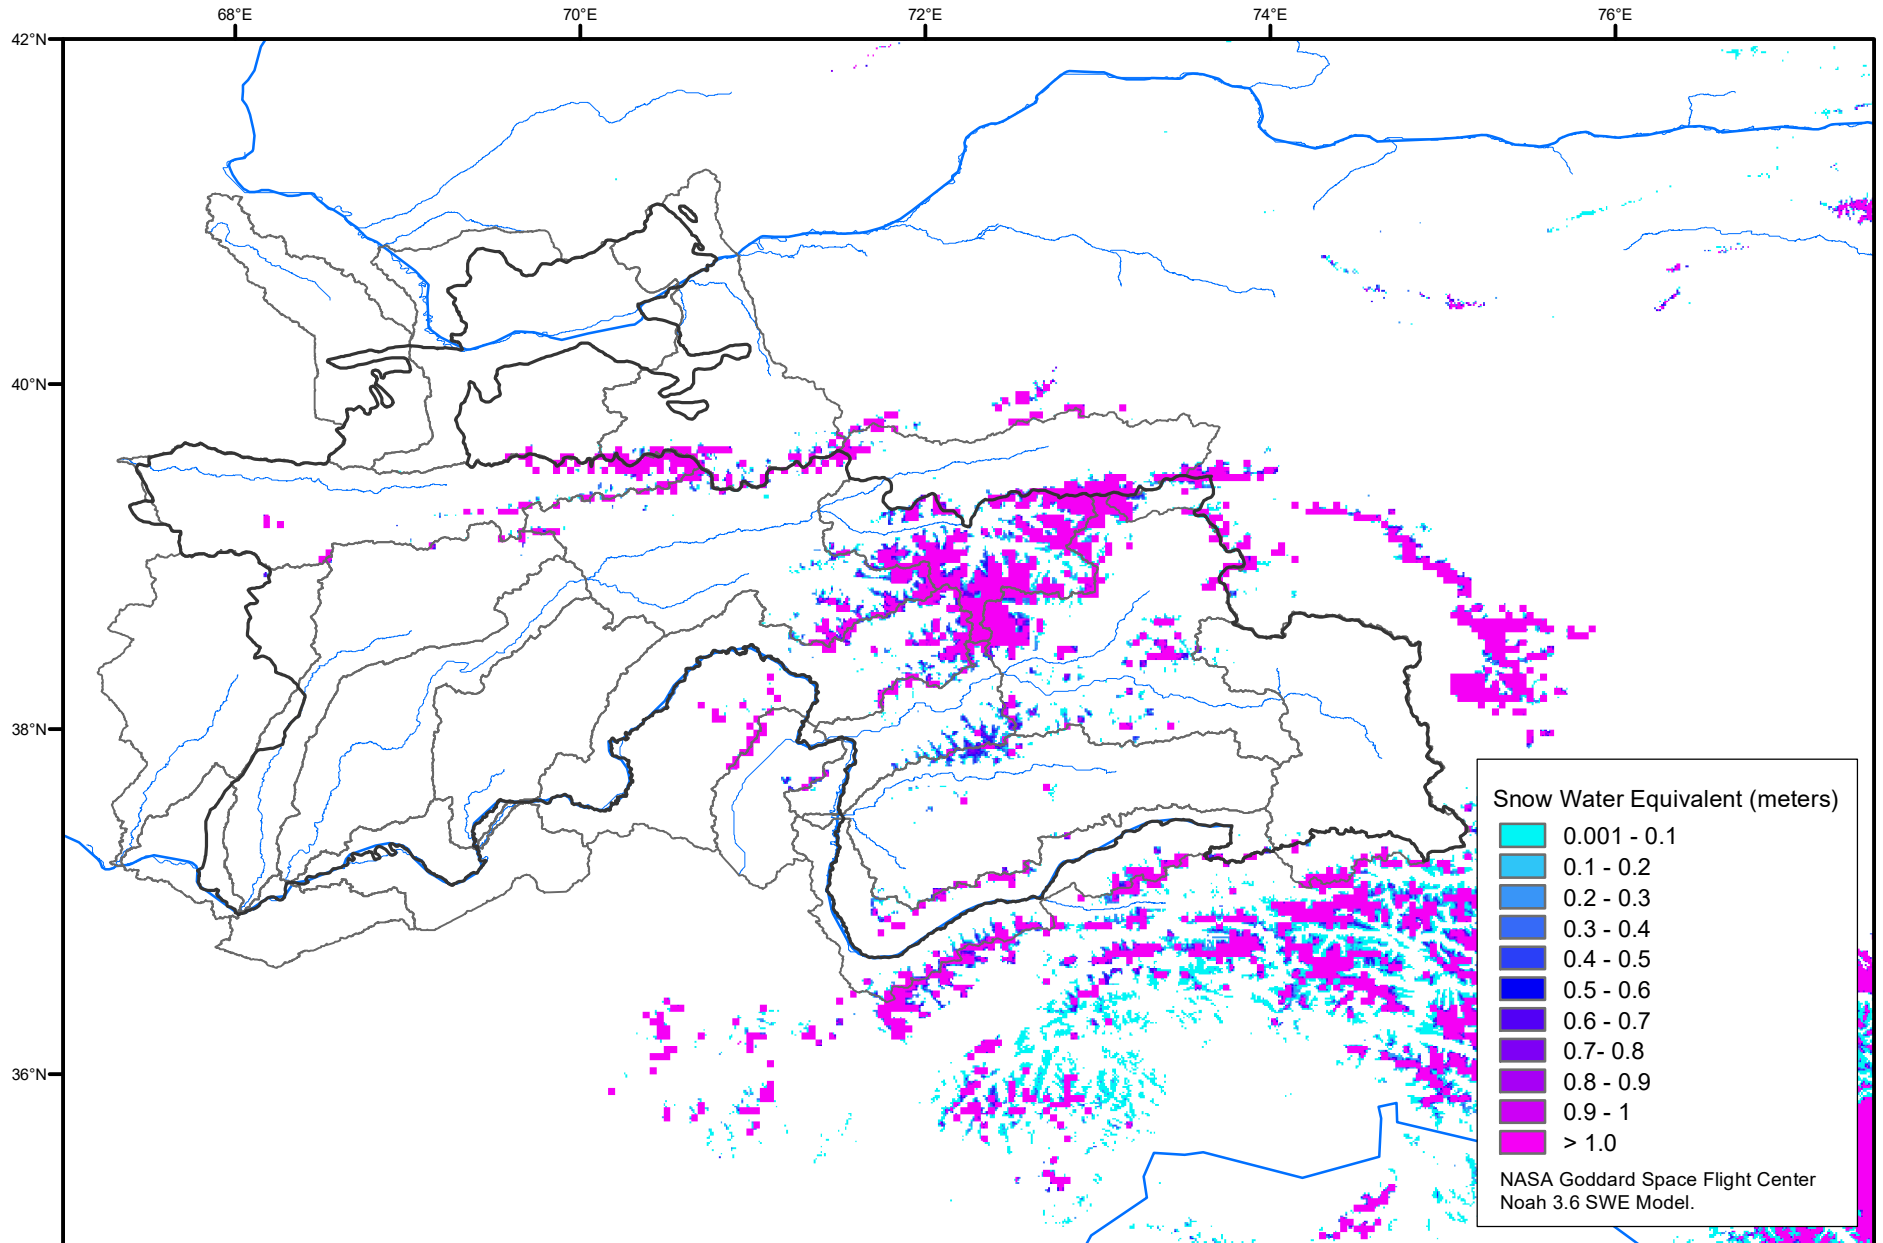 68°E 70°E 72°E 74°E 76°E
42°N
40°N
38°N
36°N
Snow Water Equivalent (meters)
0.001 - 0.1
0.1 - 0.2
0.2 - 0.3
0.3 - 0.4
0.4 - 0.5
0.5 - 0.6
0.6 - 0.7
0.7- 0.8
0.8 - 0.9
0.9 - 1
> 1.0
NASA Goddard Space Flight Center
Noah 3.6 SWE Model.